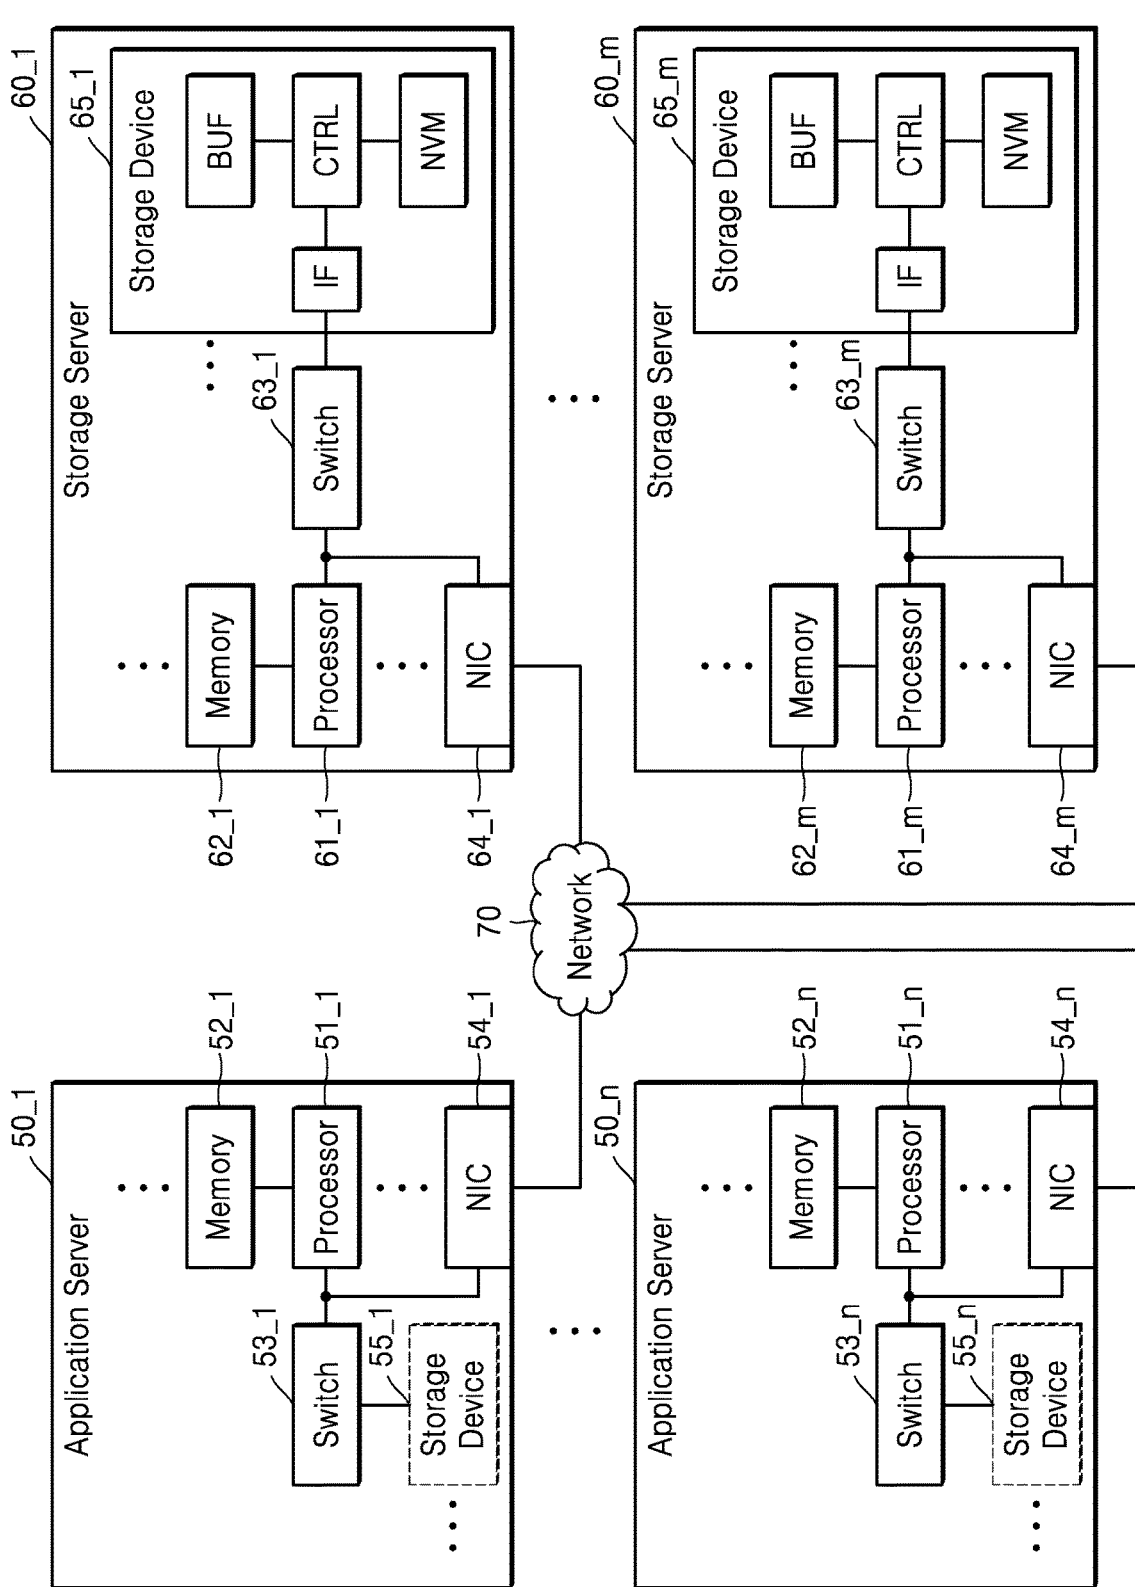 50_1
Application Server
Memory
52_1
53_1
Switch
Processor
51_1
55_1
Storage
Device
NIC
54_1
60_1
Storage Server
65_1
Storage Device
62_1
Memory
BUF
61_1
Processor
63_1
Switch
IF
CTRL
64_1
NIC
NVM
70
Network
50_n
Application Server
Memory
52_n
53_n
Switch
Processor
51_n
55_n
Storage
Device
NIC
54_n
60_m
Storage Server
65_m
Storage Device
62_m
Memory
BUF
61_m
Processor
63_m
Switch
IF
CTRL
64_m
NIC
NVM